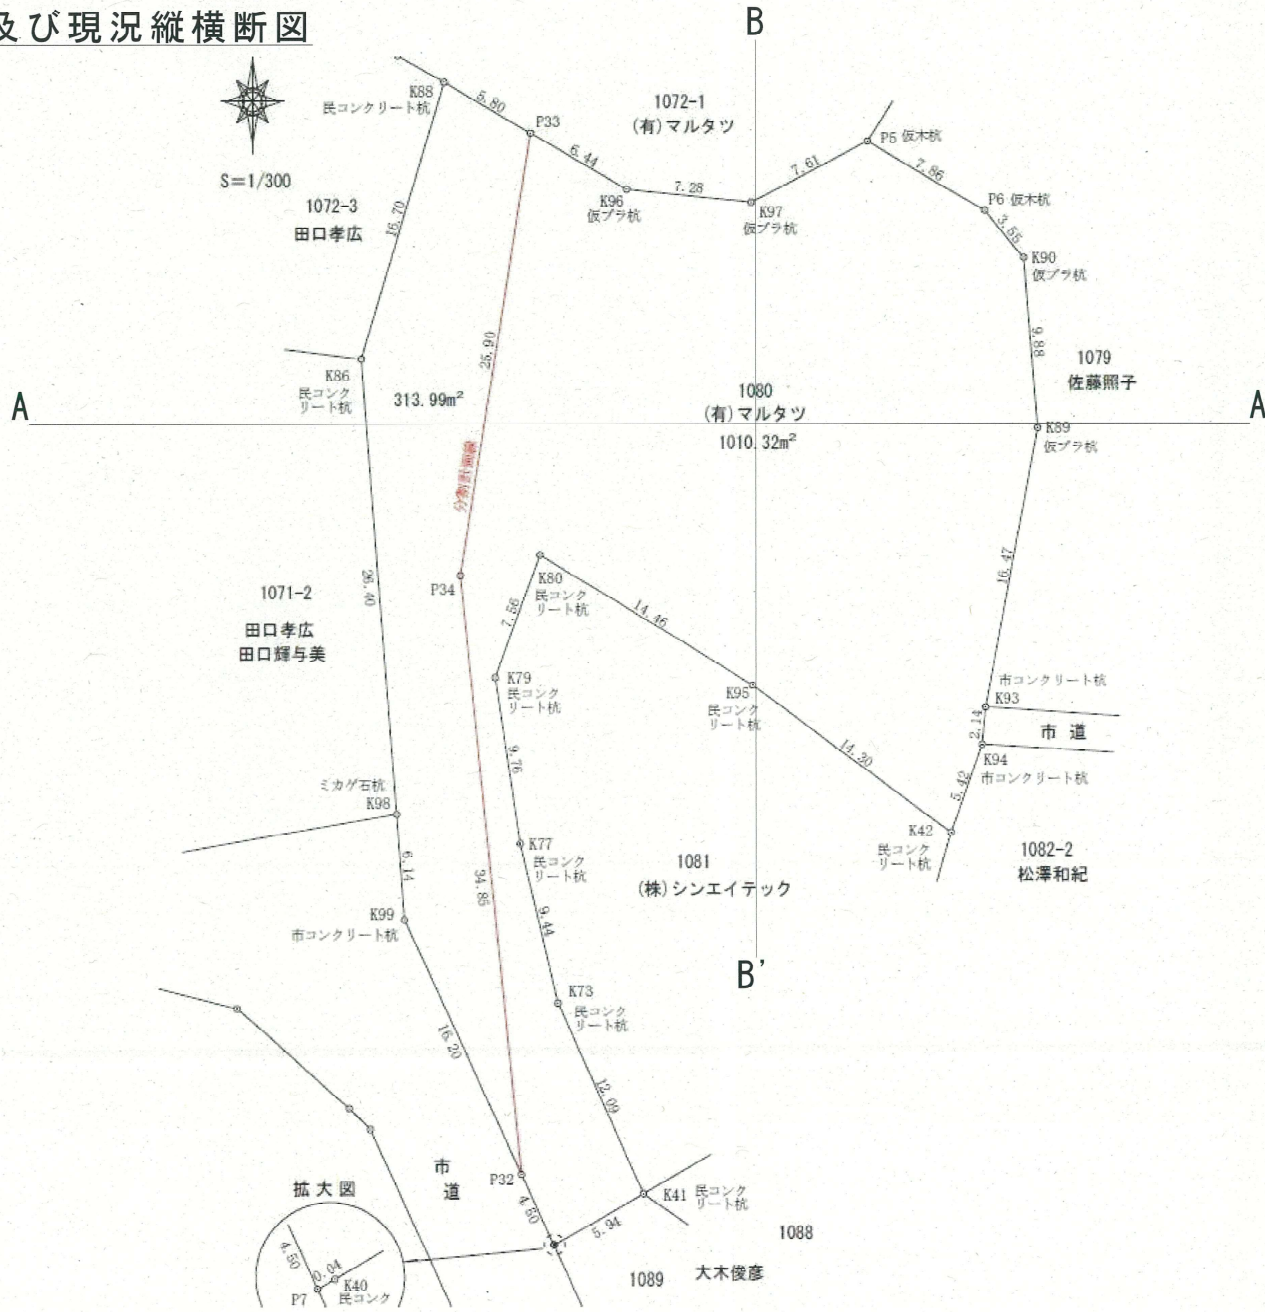 及び現況縦横断図
B
K88
民コンクリート杭
5.80
P33
1072-1
(有)マルタツ
P5 仮木杭
S=1/300
6.44
7.28
7.61
7.86
K96
仮プラ杭
K97
仮プラ杭
P6 仮木杭
3.55
1072-3
田口孝広
16.70
K90
仮プラ杭
25.90
9.88
1079
佐藤照子
K86
民コンク
リート杭
313.99m²
1080
(有)マルタツ
1010.32m²
A
A
K89
仮プラ杭
分割計画線
16.47
P34
K80
民コンク
リート杭
7.56
14.46
26.40
1071-2
田口孝広
田口輝与美
K79
民コンク
リート杭
K95
民コンク
リート杭
市コンクリート杭
K93
2.14
市道
K94
市コンクリート杭
9.76
14.20
5.42
ミカゲ石杭
K98
K42
民コンク
リート杭
1082-2
松澤和紀
K77
民コンク
リート杭
1081
(株)シンエイテック
6.14
34.85
K99
市コンクリート杭
9.44
B'
K73
民コンク
リート杭
16.20
12.09
市
道
P32
K41
民コンク
リート杭
4.50
5.94
拡大図
1088
大木俊彦
1089
4.50
0.04
K40
民コンク
P7